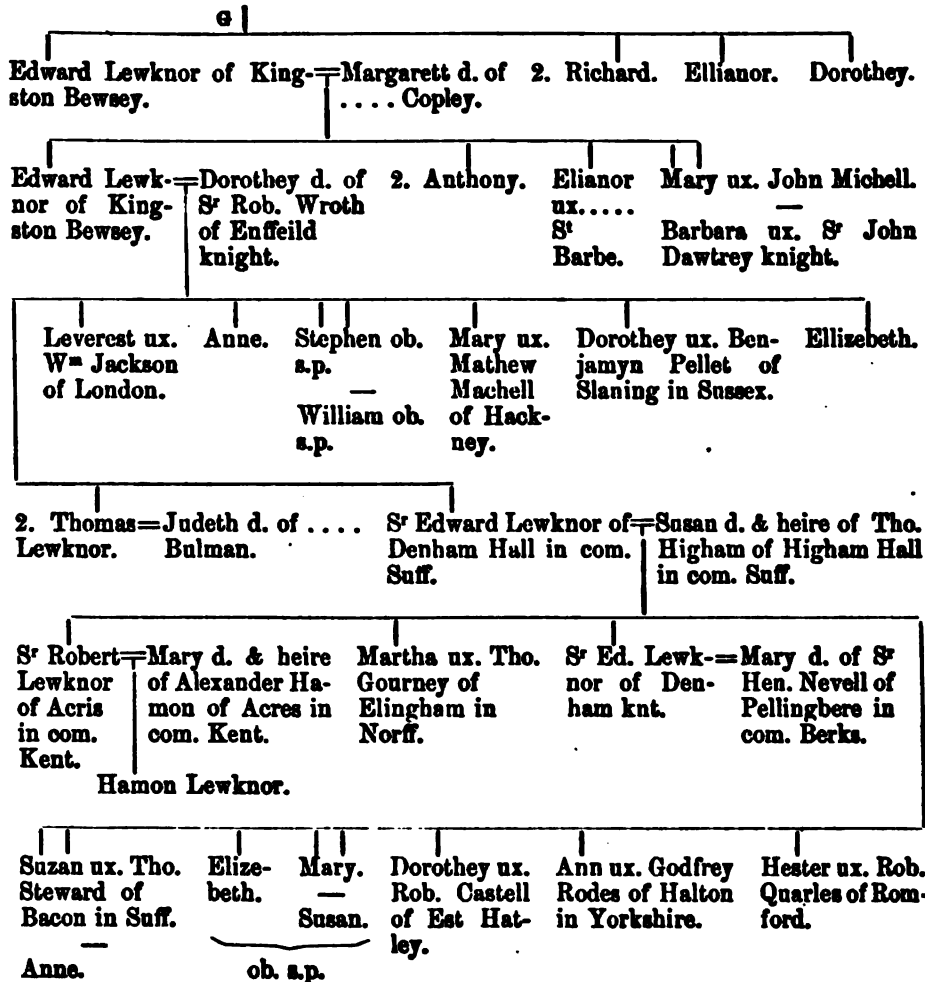 G
Edward Lewknor of King- Margarett d. of 2. Richard. Ellianor. Dorothey.
ston Bewsey. .... Copley.
Edward Lewk- Dorothey d. of 2. Anthony. Elianor Mary ux. John Michell.
nor of King- Sr Rob. Wroth ux..... —
ston Bewsey. of Enffeild St Barbara ux. Sr John
knight. Barbe. Dawtrey knight.
Leverest ux. Anne. Stephen ob. Mary ux. Dorothey ux. Ben- Ellizebeth.
Wm Jackson s.p. Mathew jamyn Pellet of
of London. — Machell Slaning in Sussex.
William ob. of Hack-
s.p. ney.
2. Thomas=Judeth d. of .... Sr Edward Lewknor of Susan d. & heire of Tho.
Lewknor. Bulman. Denham Hall in com. Higham of Higham Hall
Suff. in com. Suff.
Sr Robert Mary d. & heire Martha ux. Tho. Sr Ed. Lewk-=Mary d. of Sr
Lewknor of Alexander Ha- Gourney of nor of Den- Hen. Nevell of
of Acris mon of Acres in Elingham in ham knt. Pellingbere in
in com. com. Kent. Norff. com. Berks.
Kent.
Hamon Lewknor.
Suzan ux. Tho. Elize- Mary. Dorothey ux. Ann ux. Godfrey Hester ux. Rob.
Steward of beth. — Rob. Castell Rodes of Halton Quarles of Rom-
Bacon in Suff. Susan. of Est Hat- in Yorkshire. ford.
— ley.
Anne. ob. s.p.